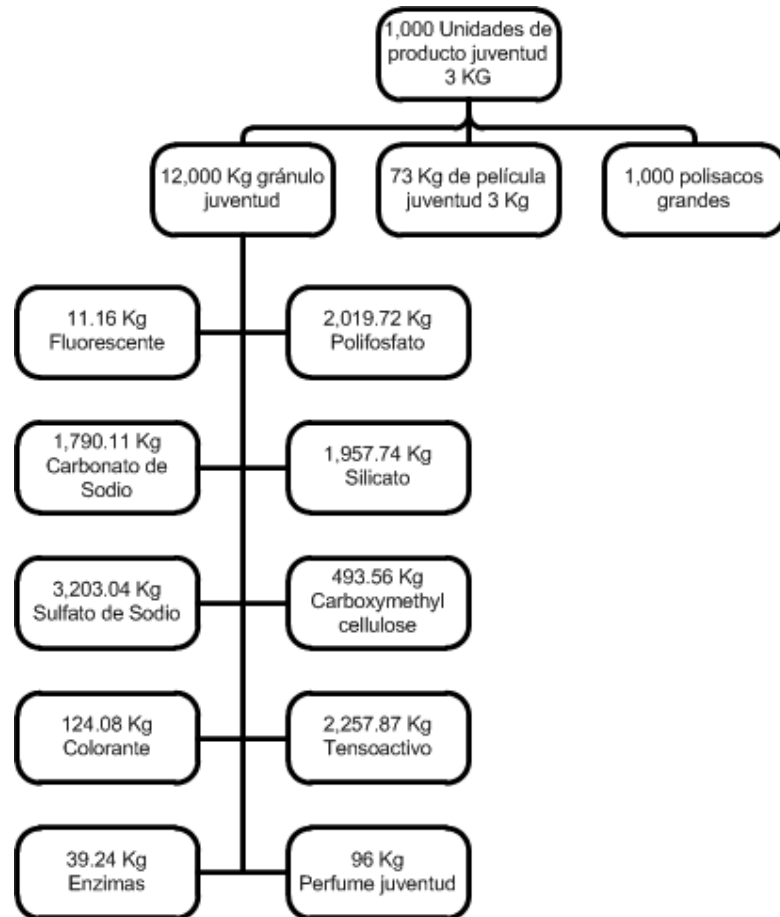 1,000 Unidades de
producto juventud
3 KG
12,000 Kg gránulo
juventud
73 Kg de película
juventud 3 Kg
1,000 polisacos
grandes
11.16 Kg
Fluorescente
2,019.72 Kg
Polifosfato
1,790.11 Kg
Carbonato de
Sodio
1,957.74 Kg
Silicato
3,203.04 Kg
Sulfato de Sodio
493.56 Kg
Carboxymethyl
cellulose
124.08 Kg
Colorante
2,257.87 Kg
Tensoactivo
39.24 Kg
Enzimas
96 Kg
Perfume juventud